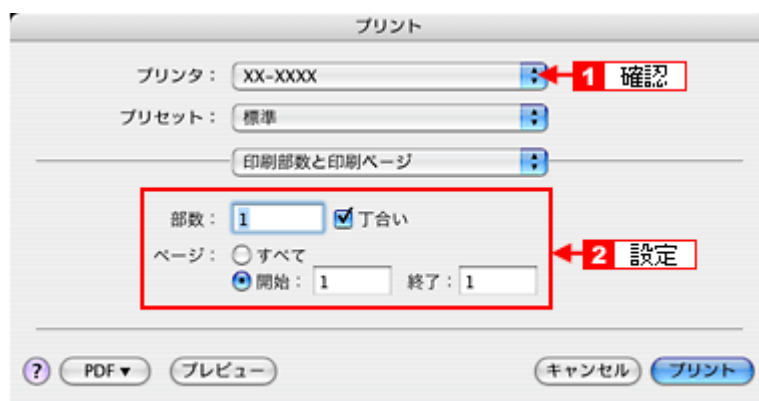 プリント
プリンタ： XX-XXXX 1 確認
プリセット： 標準
印刷部数と印刷ページ
部数： 1 丁合い
ページ： すべて
開始： 1 終了： 1 2 設定
? PDF▼ プレビュー キャンセル プリント